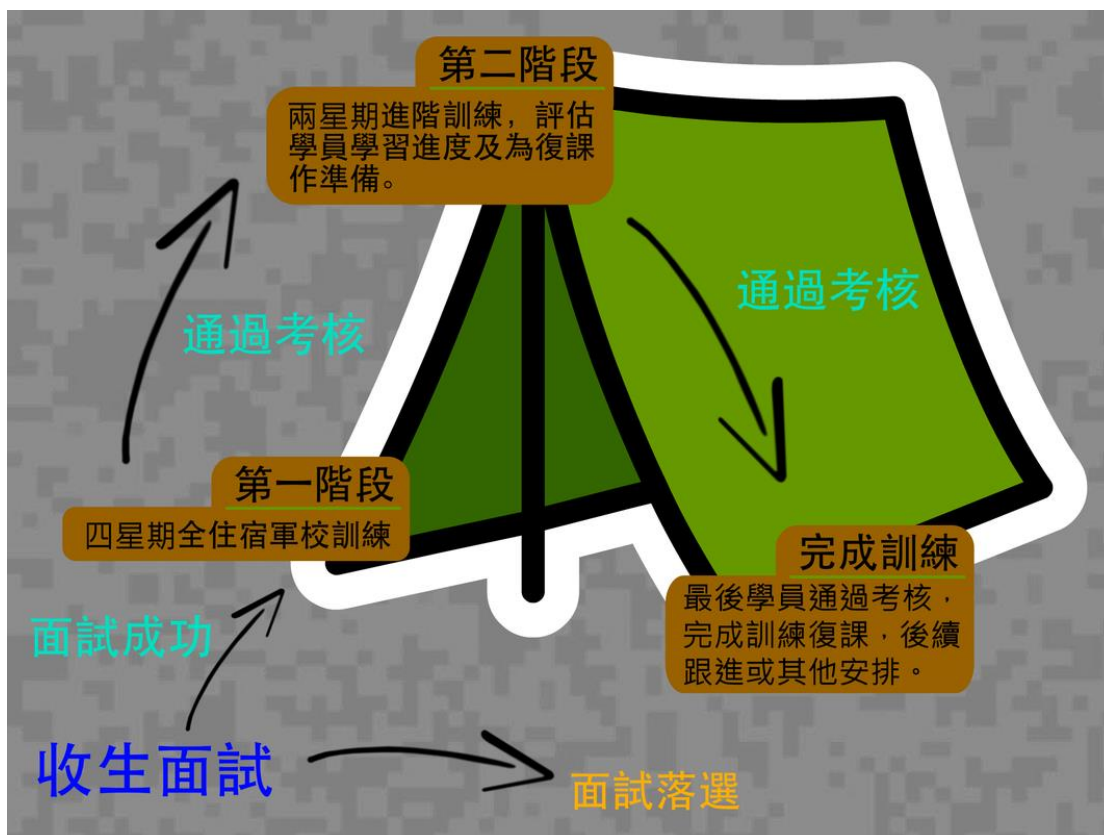 第二階段
兩星期進階訓練，評估
學員學習進度及為復課
作準備。
通過考核
通過考核
第一階段
四星期全住宿軍校訓練
完成訓練
最後學員通過考核，
完成訓練復課，後續
跟進或其他安排。
面試成功
收生面試
面試落選